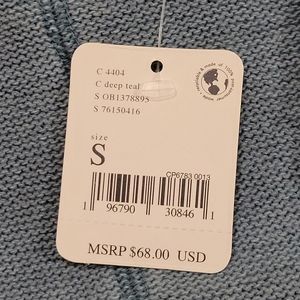 C 4404
C deep teal
S OB1378895
S 76150416
size
S
CP6783 0013
1 96790 30846 1
MSRP $68.00 USD